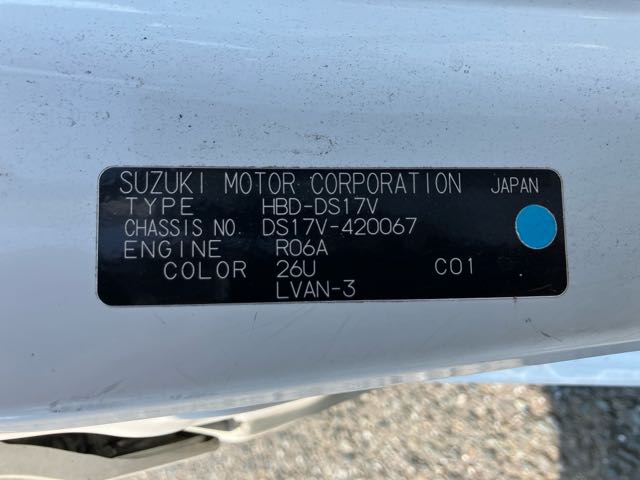 SUZUKI MOTOR CORPORATION JAPAN
TYPE HBD-DS17V
CHASSIS NO. DS17V-420067
ENGINE R06A
COLOR 26U C01
LVAN-3